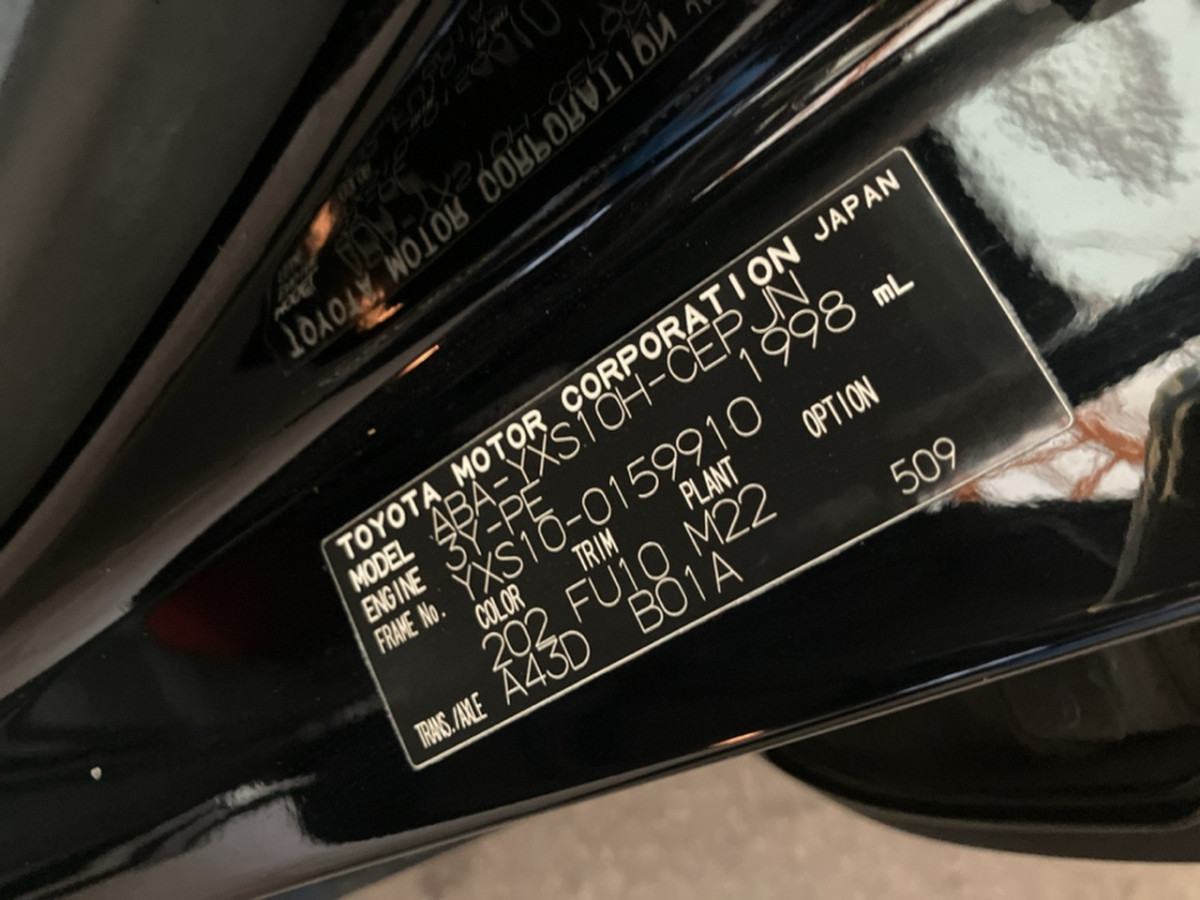 TOYOTA MOTOR CORPORATION JAPAN
MODEL ABA-YXS10H-CEPJN
ENGINE 3Y-PE 1998 mL
FRAME No. YXS10-0159910
COLOR TRIM PLANT OPTION
202 FU10 M22 509
TRANS./AXLE A43D B01A